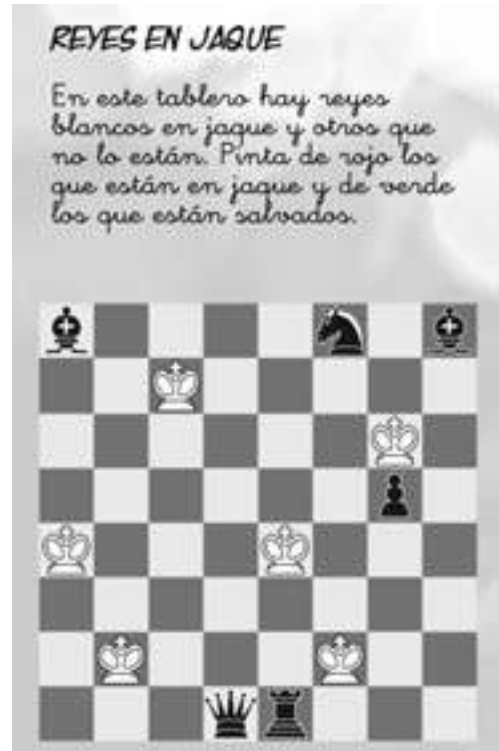 REYES EN JAQUE
En este tablero hay reyes
blancos en jaque y otros que
no lo están. Pinta de rojo los
que están en jaque y de verde
los que están salvados.